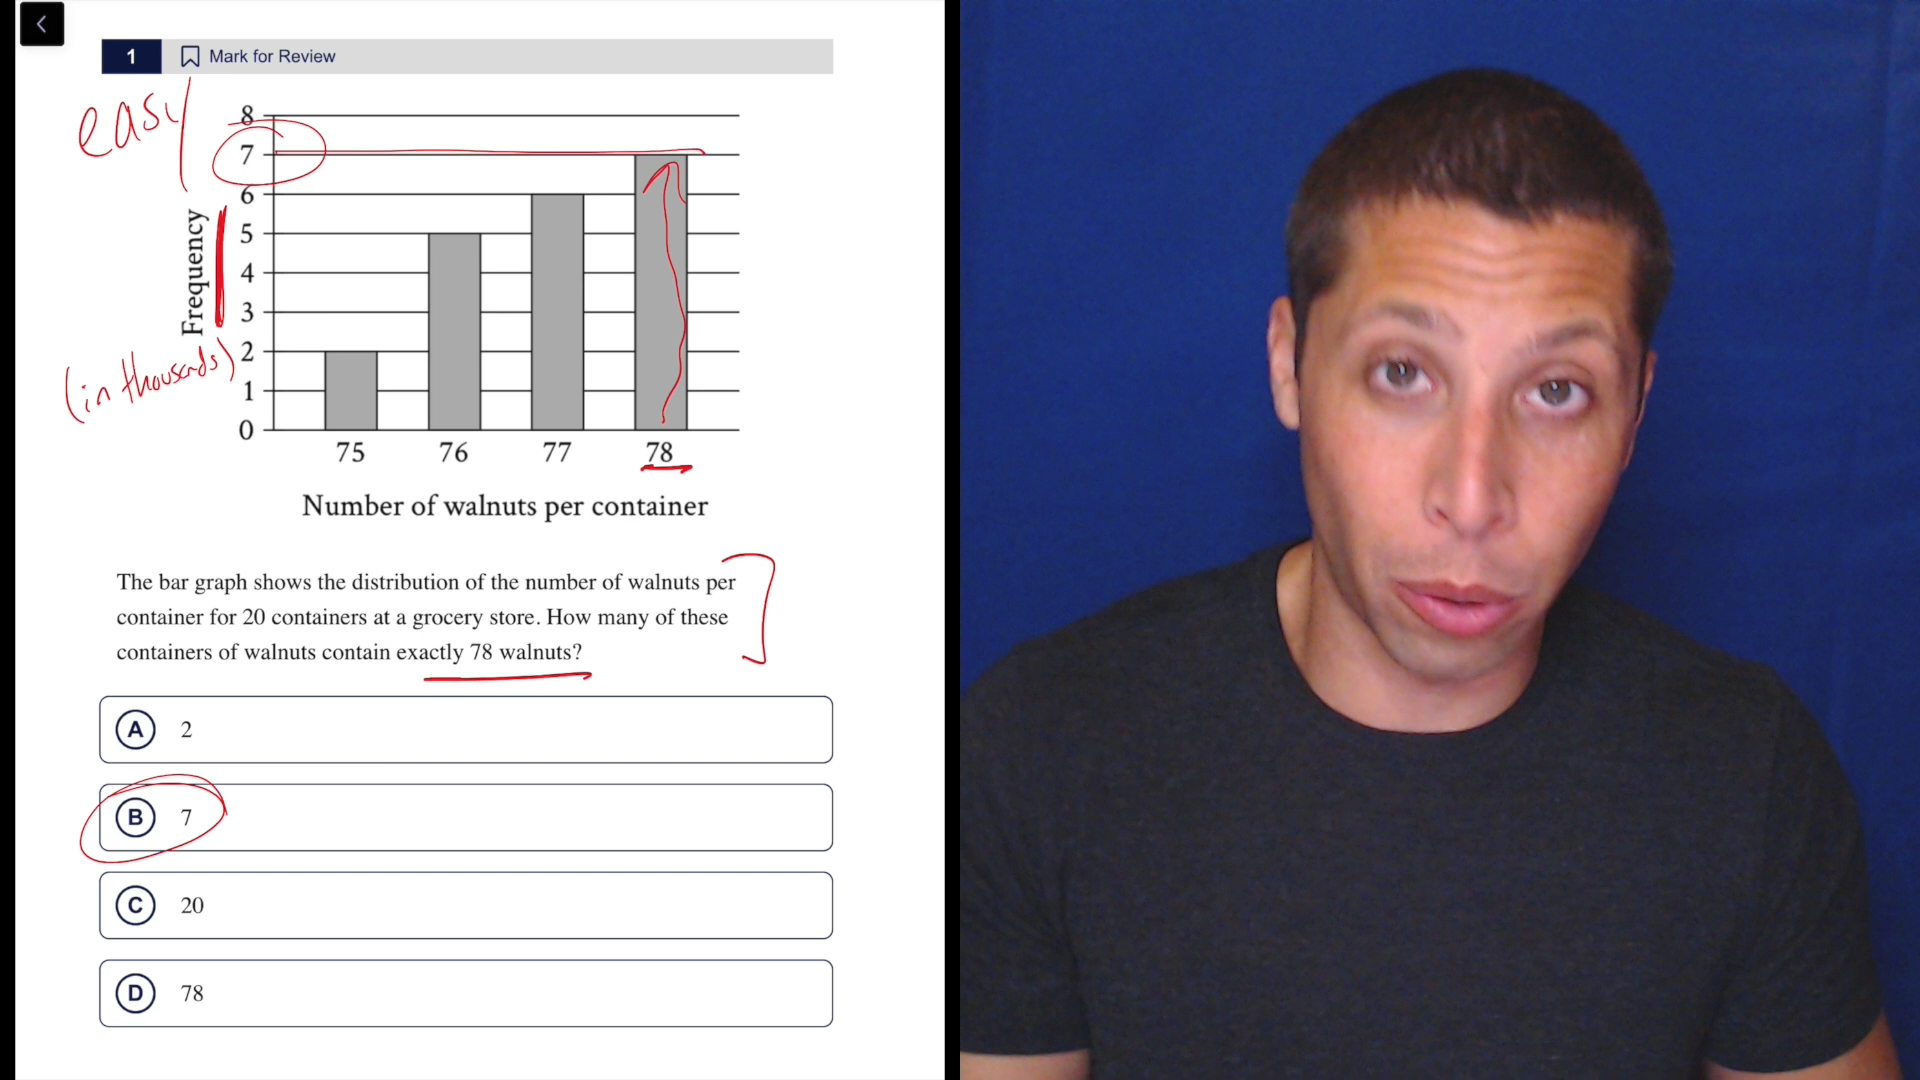 1 Mark for Review
easy
8
7
6
5
4
3
2
1
0
Frequency
(in thousands)
75 76 77 78
Number of walnuts per container
The bar graph shows the distribution of the number of walnuts per
container for 20 containers at a grocery store. How many of these
containers of walnuts contain exactly 78 walnuts?
A 2
B 7
C 20
D 78